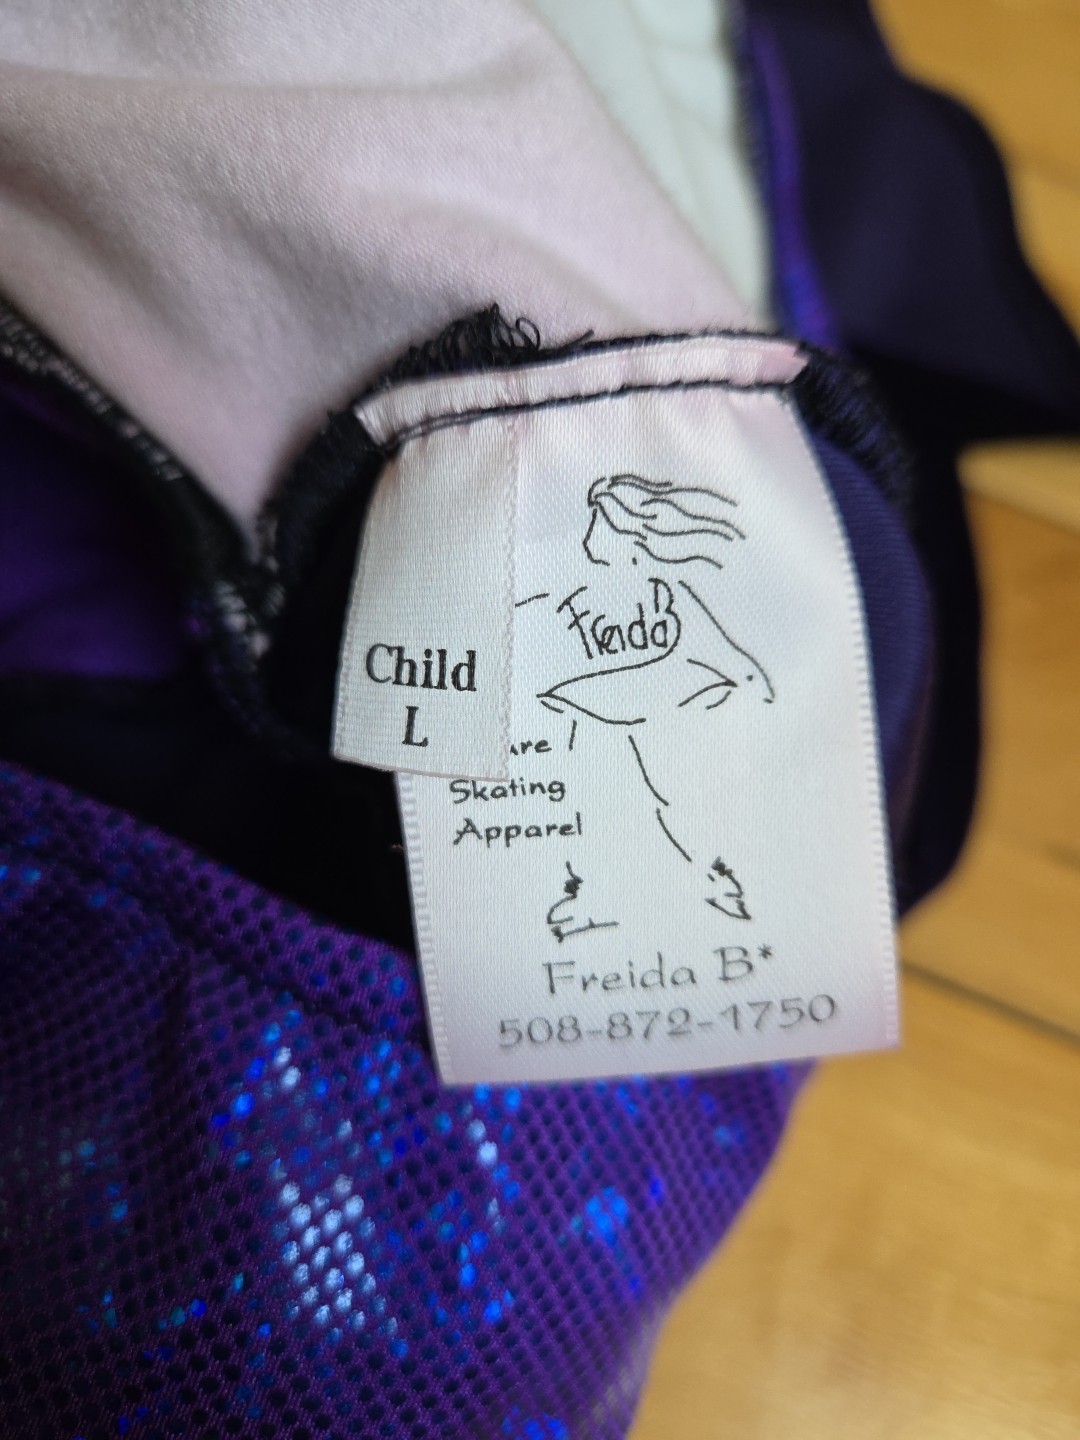 Child
L
Freida B
Skating
Apparel
Freida B*
508-872-1750